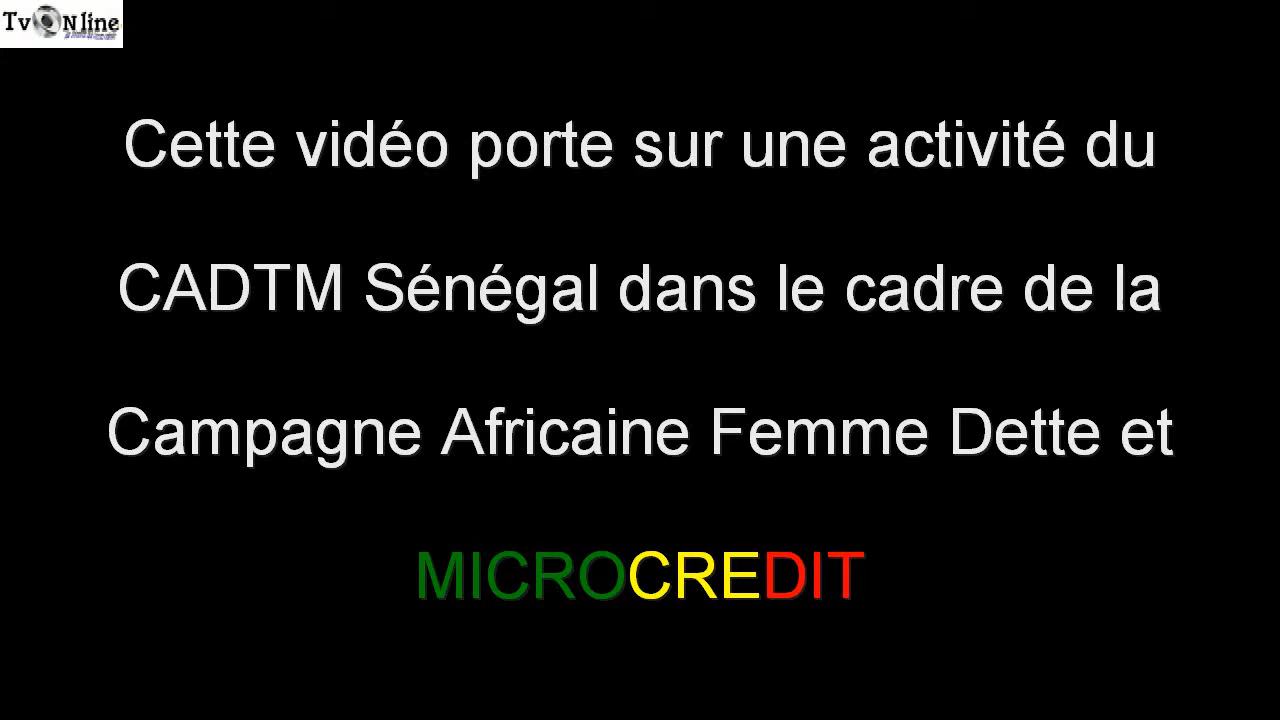 Tv ONline
Cette vidéo porte sur une activité du
CADTM Sénégal dans le cadre de la
Campagne Africaine Femme Dette et
MICROCREDIT